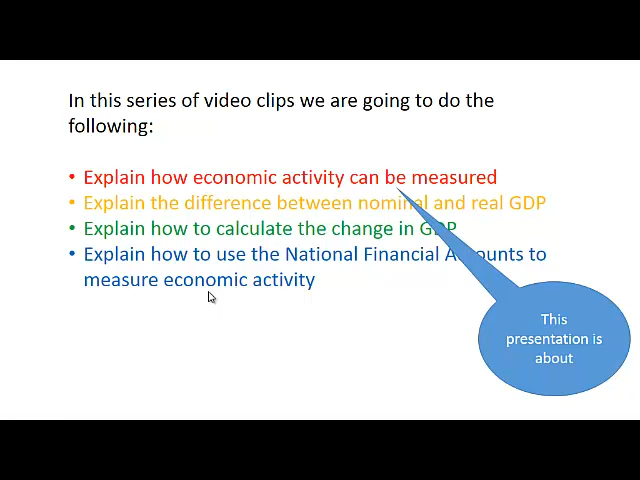 In this series of video clips we are going to do the
following:
• Explain how economic activity can be measured
• Explain the difference between nominal and real GDP
• Explain how to calculate the change in GDP
• Explain how to use the National Financial Accounts to
measure economic activity
This
presentation is
about